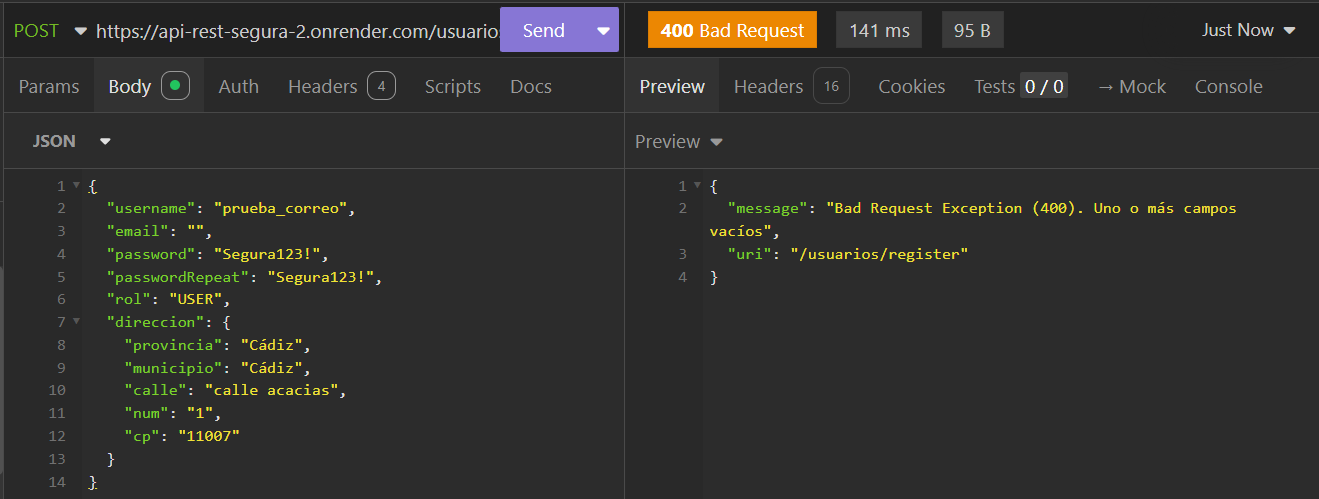 POST https://api-rest-segura-2.onrender.com/usuario Send
400 Bad Request 141 ms 95 B Just Now
Params Body Auth Headers 4 Scripts Docs
Preview Headers 16 Cookies Tests 0 / 0 → Mock Console
JSON
Preview
1 {
2 "username": "prueba_correo",
3 "email": "",
4 "password": "Segura123!",
5 "passwordRepeat": "Segura123!",
6 "rol": "USER",
7 "direccion": {
8 "provincia": "Cádiz",
9 "municipio": "Cádiz",
10 "calle": "calle acacias",
11 "num": "1",
12 "cp": "11007"
13 }
14 }
1 {
2 "message": "Bad Request Exception (400). Uno o más campos
vacíos",
3 "uri": "/usuarios/register"
4 }